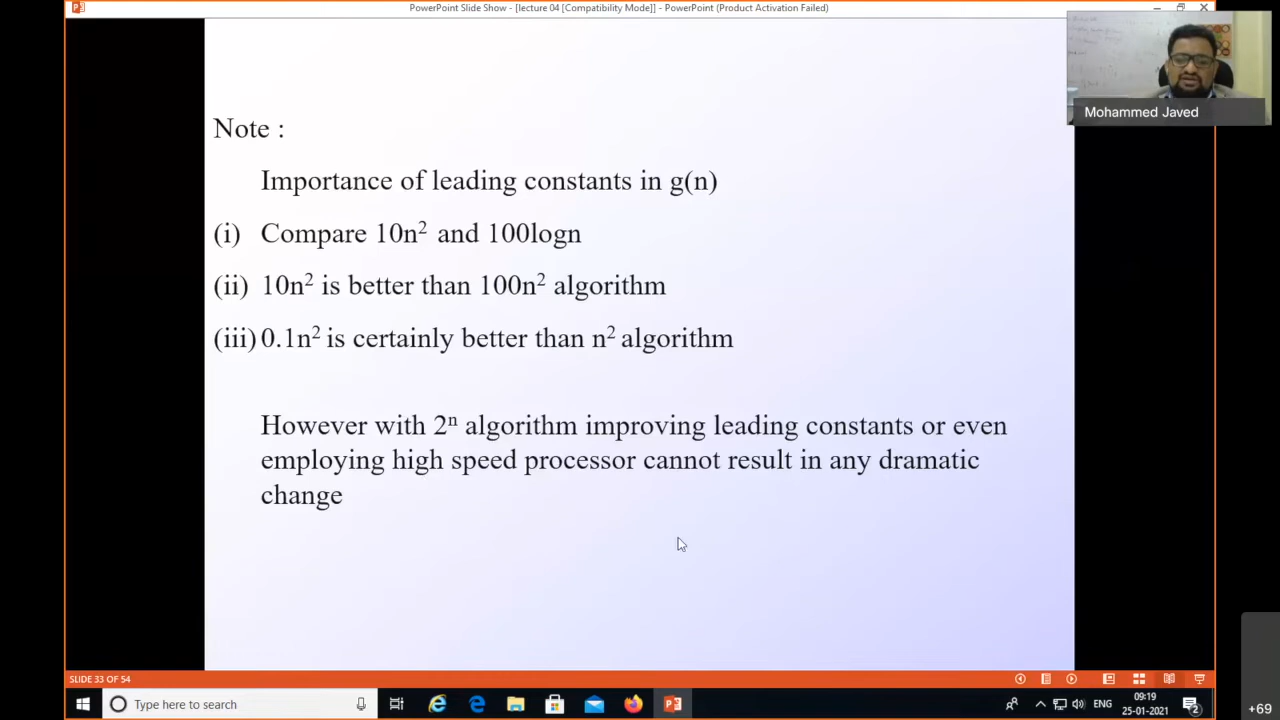 PowerPoint Slide Show - [lecture 04 [Compatibility Mode]] - PowerPoint (Product Activation Failed)
Mohammed Javed
Note :
Importance of leading constants in g(n)
(i) Compare 10n² and 100logn
(ii) 10n² is better than 100n² algorithm
(iii) 0.1n² is certainly better than n² algorithm
However with 2ⁿ algorithm improving leading constants or even
employing high speed processor cannot result in any dramatic
change
SLIDE 33 OF 54
Type here to search
ENG
09:19
25-01-2021
2
+69